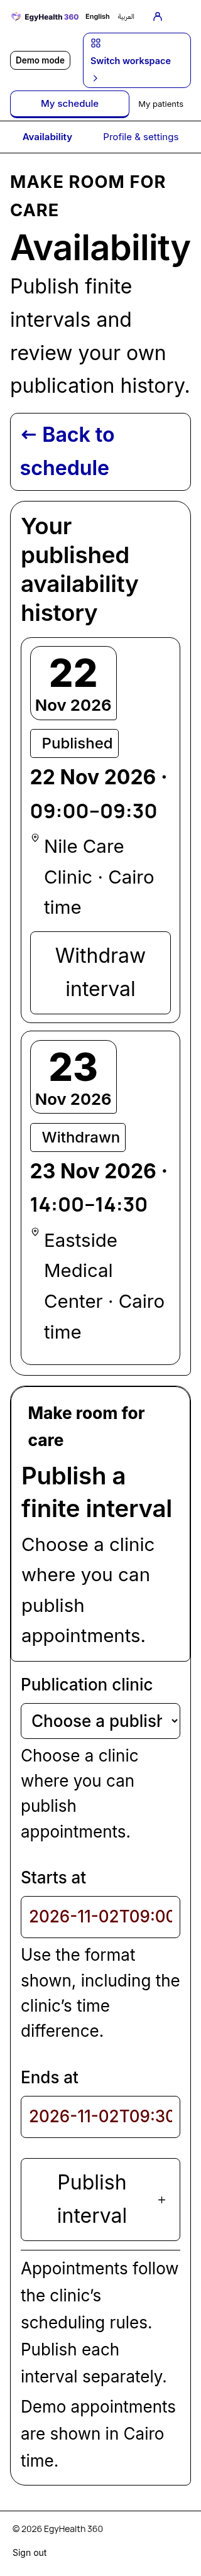 EgyHealth 360 English العربية
Demo mode
Switch workspace
My schedule
My patients
Availability
Profile & settings
MAKE ROOM FOR
CARE
Availability
Publish finite
intervals and
review your own
publication history.
← Back to
schedule
Your
published
availability
history
22
Nov 2026
Published
22 Nov 2026 ·
09:00–09:30
Nile Care
Clinic · Cairo
time
Withdraw
interval
23
Nov 2026
Withdrawn
23 Nov 2026 ·
14:00–14:30
Eastside
Medical
Center · Cairo
time
Make room for
care
Publish a
finite interval
Choose a clinic
where you can
publish
appointments.
Publication clinic
Choose a publish
Choose a clinic
where you can
publish
appointments.
Starts at
2026-11-02T09:00
Use the format
shown, including the
clinic’s time
difference.
Ends at
2026-11-02T09:30
Publish
interval +
Appointments follow
the clinic’s
scheduling rules.
Publish each
interval separately.
Demo appointments
are shown in Cairo
time.
© 2026 EgyHealth 360
Sign out